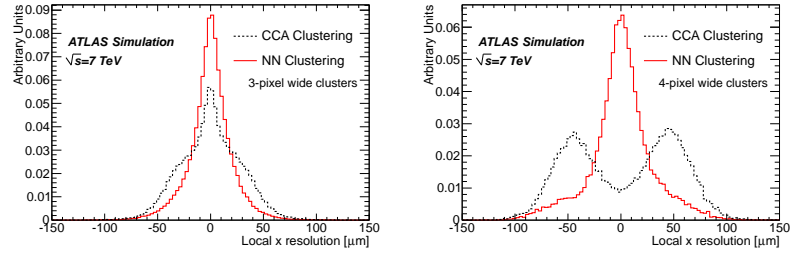 Arbitrary Units
0.09
0.08
0.07
0.06
0.05
0.04
0.03
0.02
0.01
0
ATLAS Simulation
√s=7 TeV
CCA Clustering
NN Clustering
3-pixel wide clusters
-150 -100 -50 0 50 100 150
Local x resolution [μm]
Arbitrary Units
0.06
0.05
0.04
0.03
0.02
0.01
0
ATLAS Simulation
√s=7 TeV
CCA Clustering
NN Clustering
4-pixel wide clusters
-150 -100 -50 0 50 100 150
Local x resolution [μm]